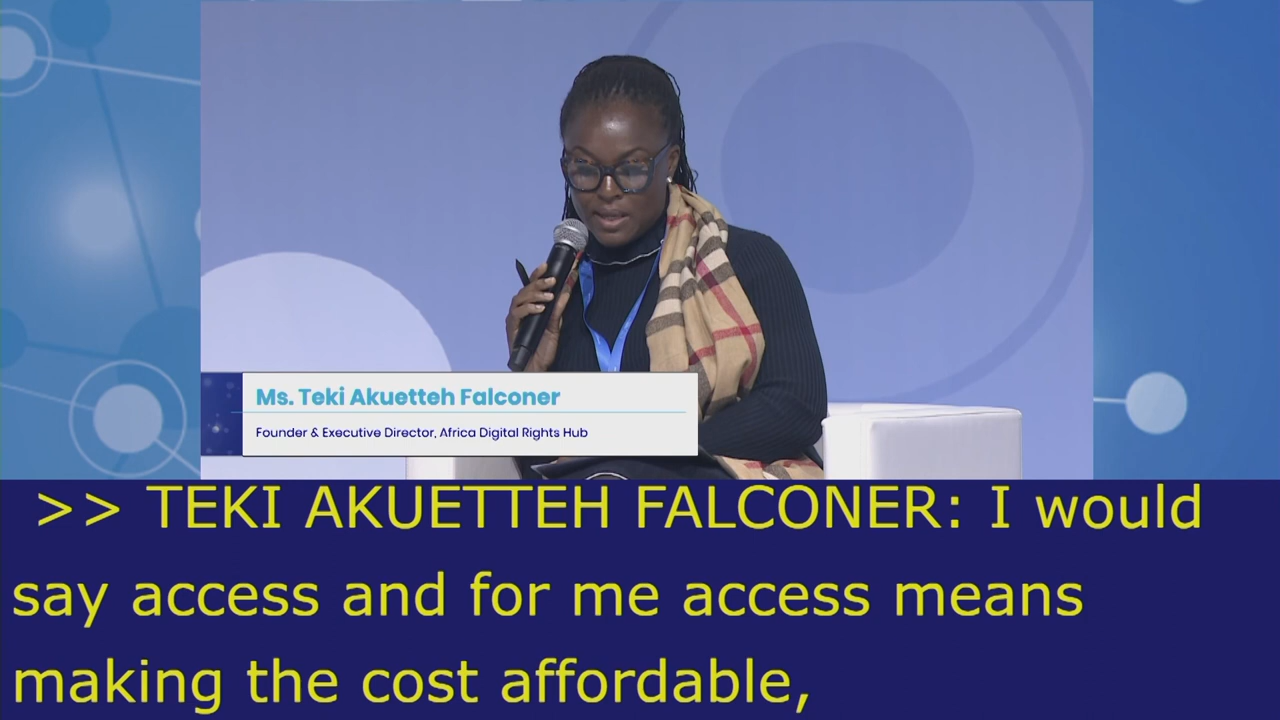 Ms. Teki Akuetteh Falconer
Founder & Executive Director, Africa Digital Rights Hub
>> TEKI AKUETTEH FALCONER: I would
say access and for me access means
making the cost affordable,